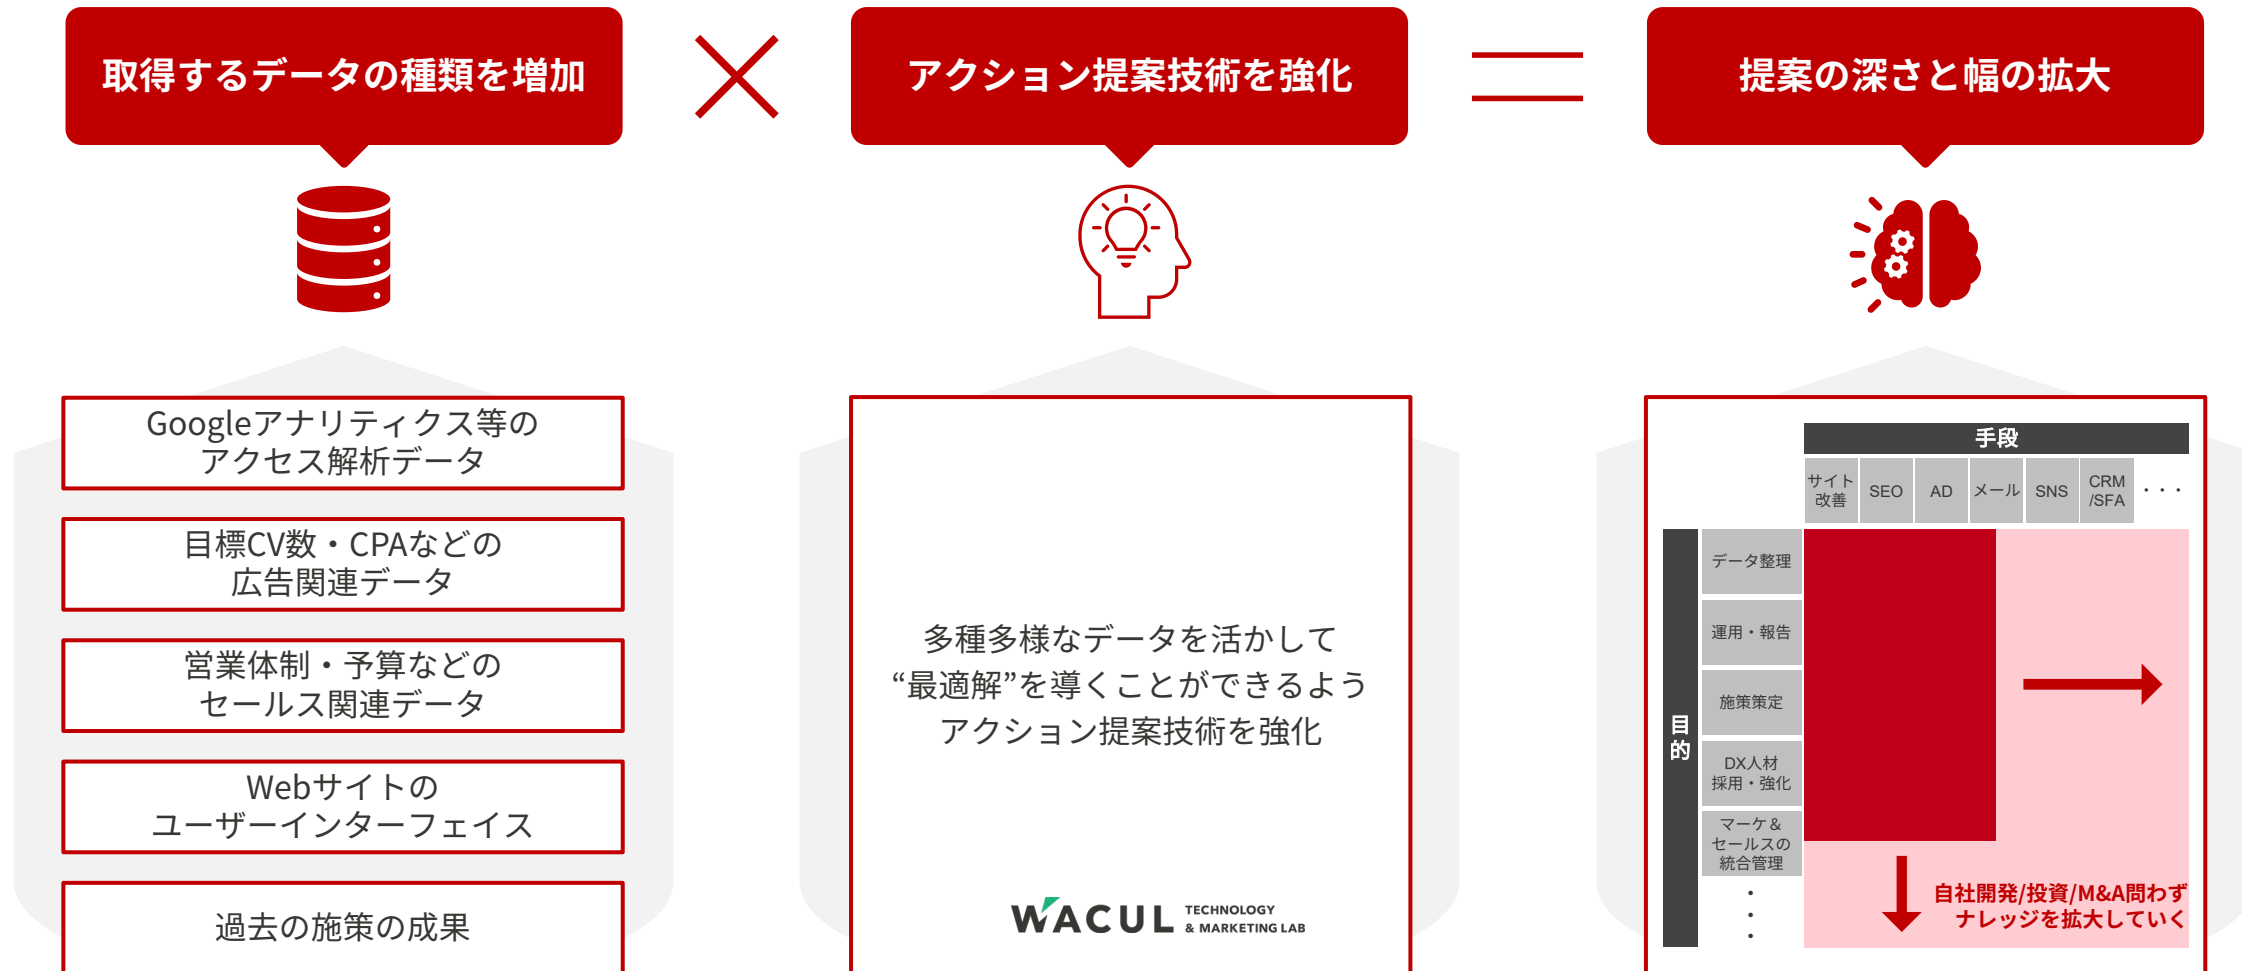 取得するデータの種類を増加
アクション提案技術を強化
提案の深さと幅の拡大
Googleアナリティクス等の
アクセス解析データ
目標CV数・CPAなどの
広告関連データ
営業体制・予算などの
セールス関連データ
Webサイトの
ユーザーインターフェイス
過去の施策の成果
多種多様なデータを活かして
“最適解”を導くことができるよう
アクション提案技術を強化
WACUL
TECHNOLOGY
& MARKETING LAB
手段
サイト
改善
SEO
AD
メール
SNS
CRM
/SFA
・・・
目的
データ整理
運用・報告
施策策定
DX人材
採用・強化
マーケ＆
セールスの
統合管理
・
・
・
自社開発/投資/M&A問わず
ナレッジを拡大していく